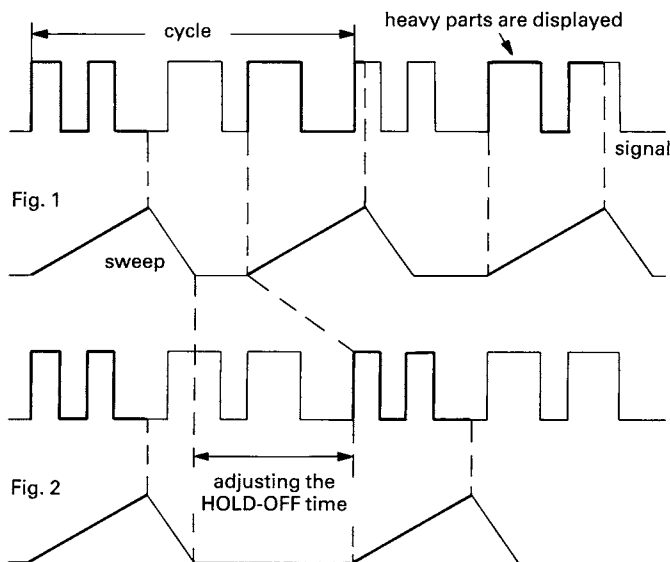 cycle
heavy parts are displayed
signal
Fig. 1
sweep
adjusting the
HOLD-OFF time
Fig. 2